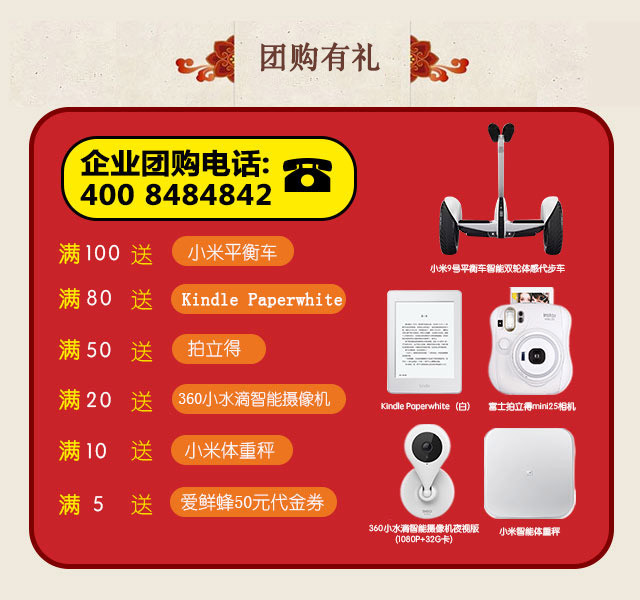 团购有礼
企业团购电话:
400 8484842
满100送 小米平衡车
满80送 Kindle Paperwhite
满50送 拍立得
满20送 360小水滴智能摄像机
满10送 小米体重秤
满5送 爱鲜蜂50元代金券
小米9号平衡车智能双轮体感代步车
Kindle Paperwhite（白）
富士拍立得mini25相机
360小水滴智能摄像机夜视版
(1080P+32G卡)
小米智能体重秤